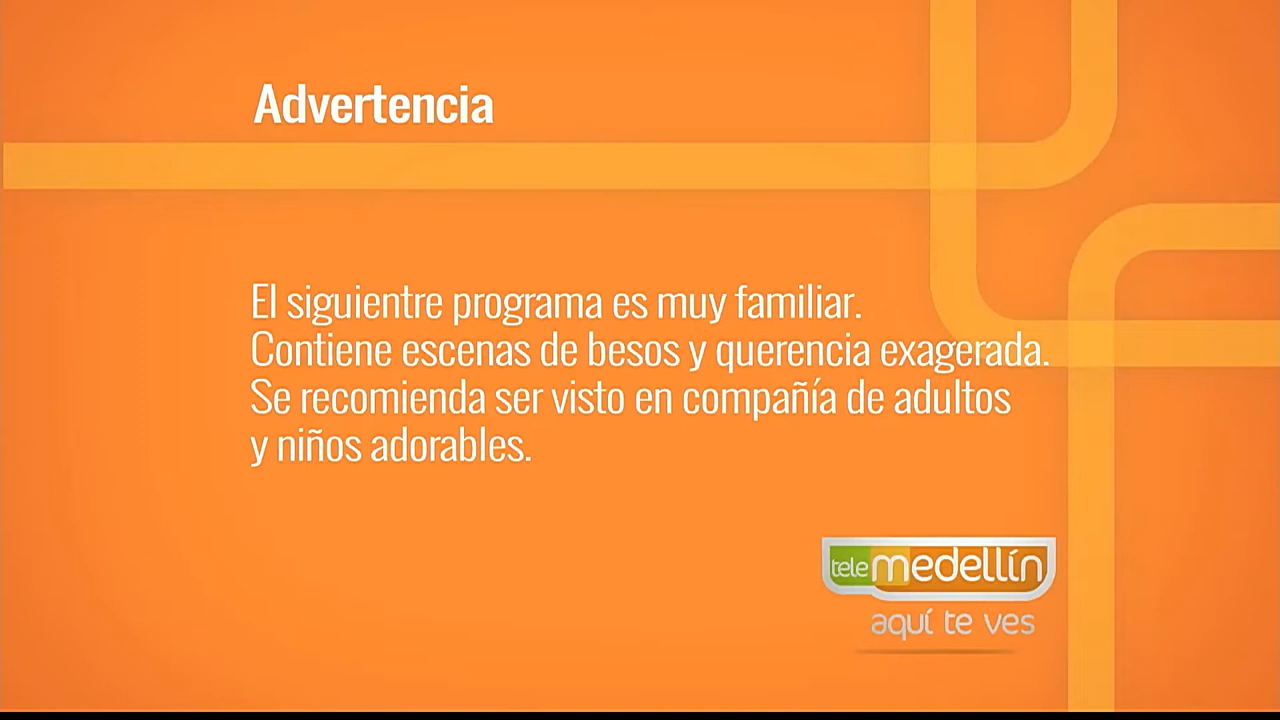 Advertencia
El siguientre programa es muy familiar.
Contiene escenas de besos y querencia exagerada.
Se recomienda ser visto en compañía de adultos
y niños adorables.
telemedellín
aquí te ves